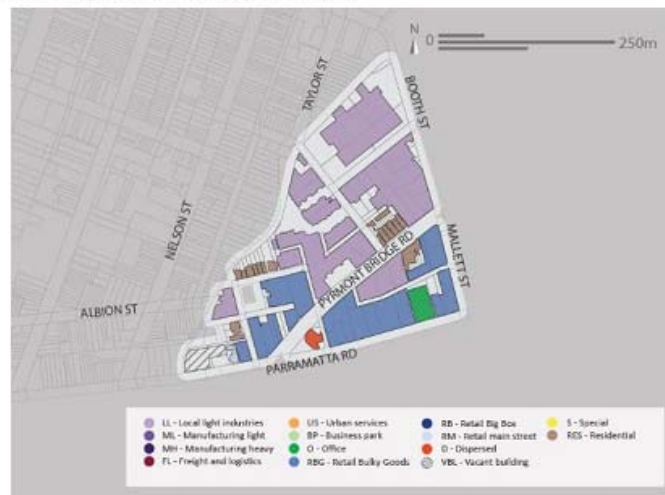 N
0 250m
TAYLOR ST
BOOTH ST
NELSON ST
MALLETT ST
PYRMONT BRIDGE RD
ALBION ST
PARRAMATTA RD
LL - Local light industries
ML - Manufacturing light
MH - Manufacturing heavy
FL - Freight and logistics
US - Urban services
BP - Business park
O - Office
RBG - Retail Bulky Goods
RB - Retail Big Box
RM - Retail main street
D - Dispersed
VBL - Vacant building
S - Special
RES - Residential